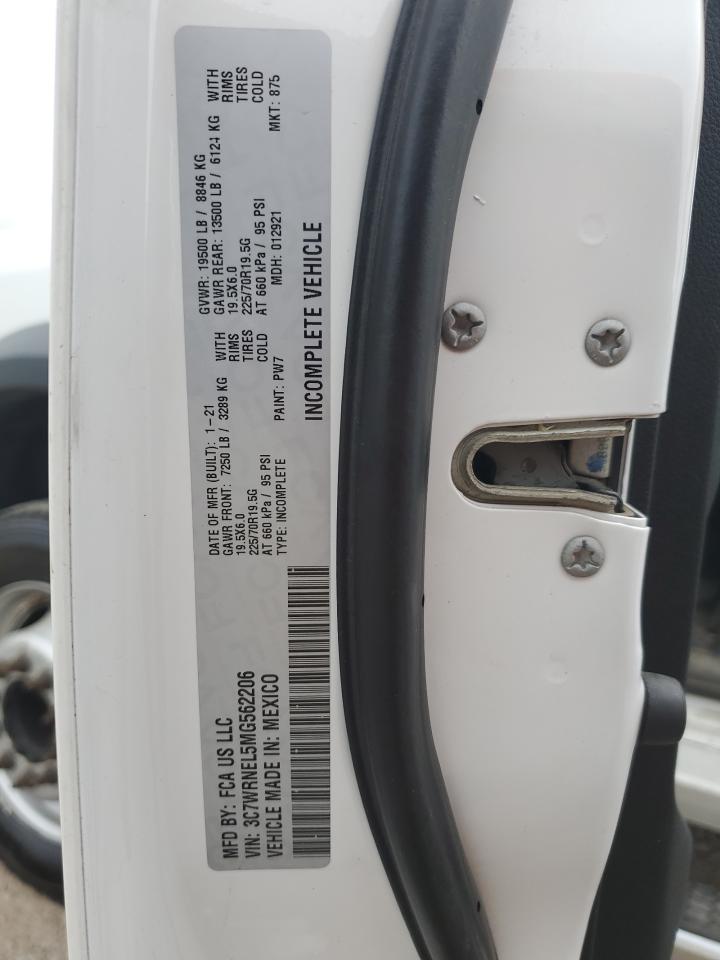 MFD BY: FCA US LLC
VIN: 3C7WRNEL5MG562206
VEHICLE MADE IN: MEXICO
DATE OF MFR (BUILT): 1-21
GAWR FRONT: 7250 LB / 3289 KG WITH
19.5X6.0 RIMS
225/70R19.5G TIRES
AT 660 kPa / 95 PSI COLD
TYPE: INCOMPLETE PAINT: PW7
GVWR: 19500 LB / 8846 KG
GAWR REAR: 13500 LB / 6124 KG WITH
19.5X6.0 RIMS
225/70R19.5G TIRES
AT 660 kPa / 95 PSI COLD
MDH: 012921 MKT: 875
INCOMPLETE VEHICLE